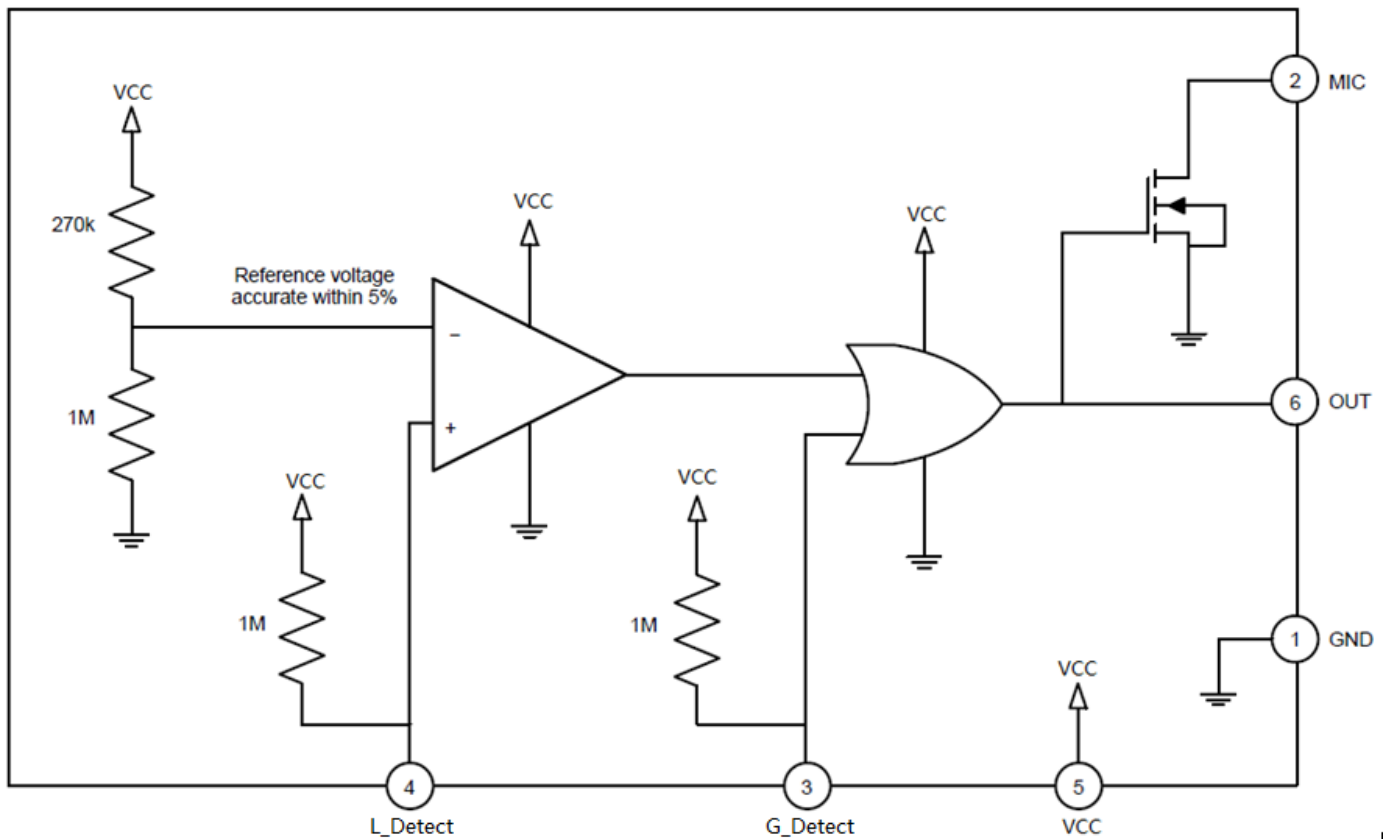 2
MIC
VCC
VCC
VCC
270k
Reference voltage
accurate within 5%
−
1M
+
6
OUT
VCC
VCC
1M
1M
1
GND
VCC
4
3
5
L_Detect
G_Detect
VCC